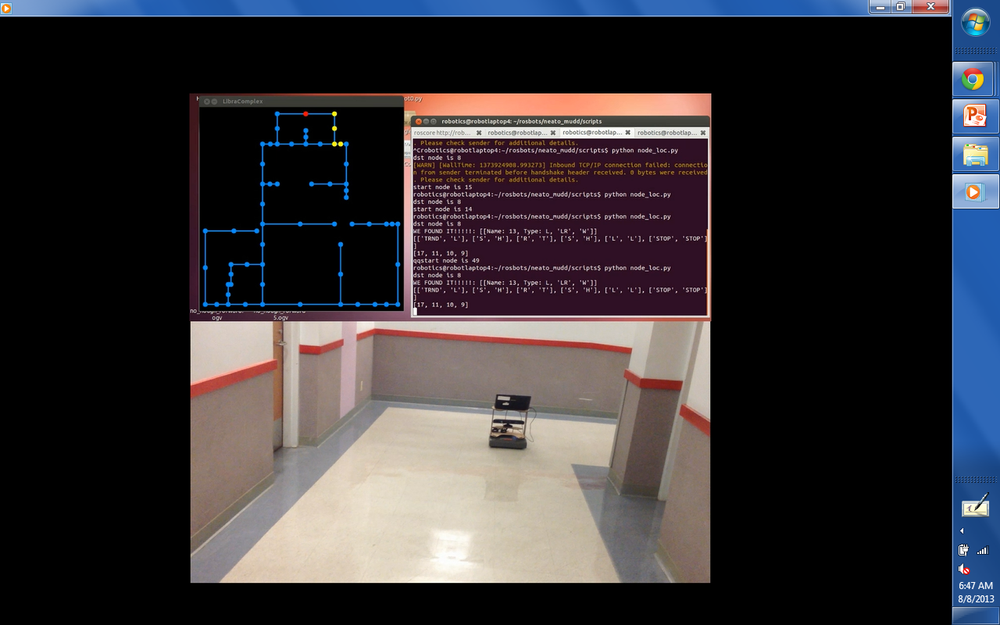 LibraComplex
ot0.py
robotics@robotlaptop4: ~/rosbots/neato_mudd/scripts
roscore http://rob...
robotics@robotlap...
robotics@robotlap...
robotics@robotlap...
. Please check sender for additional details.
^Crobotics@robotlaptop4:~/rosbots/neato_mudd/scripts$ python node_loc.py
dst node is 8
[WARN] [WallTime: 1373924908.993273] Inbound TCP/IP connection failed: connectio
n from sender terminated before handshake header received. 0 bytes were received
. Please check sender for additional details.
start node is 15
robotics@robotlaptop4:~/rosbots/neato_mudd/scripts$ python node_loc.py
dst node is 8
start node is 14
robotics@robotlaptop4:~/rosbots/neato_mudd/scripts$ python node_loc.py
dst node is 8
WE FOUND IT!!!!!: [[Name: 13, Type: L, 'LR', 'W']]
[['TRND', 'L'], ['S', 'H'], ['R', 'T'], ['S', 'H'], ['L', 'L'], ['STOP', 'STOP']
]
[17, 11, 10, 9]
qqstart node is 49
robotics@robotlaptop4:~/rosbots/neato_mudd/scripts$ python node_loc.py
dst node is 8
WE FOUND IT!!!!!: [[Name: 13, Type: L, 'LR', 'W']]
[['TRND', 'L'], ['S', 'H'], ['R', 'T'], ['S', 'H'], ['L', 'L'], ['STOP', 'STOP']
]
[17, 11, 10, 9]
ogv
5.ogv
6:47 AM
8/8/2013